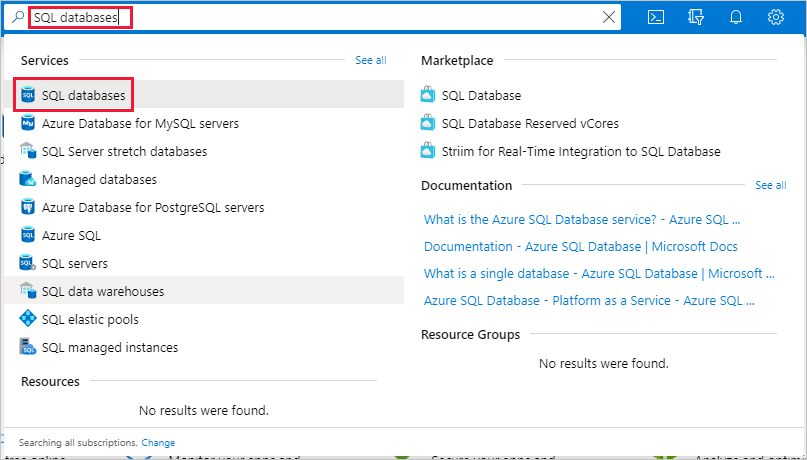 SQL databases
Services
See all
SQL databases
Azure Database for MySQL servers
SQL Server stretch databases
Managed databases
Azure Database for PostgreSQL servers
Azure SQL
SQL servers
SQL data warehouses
SQL elastic pools
SQL managed instances
Resources
No results were found.
Marketplace
SQL Database
SQL Database Reserved vCores
Striim for Real-Time Integration to SQL Database
Documentation
See all
What is the Azure SQL Database service? - Azure SQL ...
Documentation - Azure SQL Database | Microsoft Docs
What is a single database - Azure SQL Database | Microsoft ...
Azure SQL Database - Platform as a Service - Azure SQL ...
Resource Groups
No results were found.
Searching all subscriptions. Change